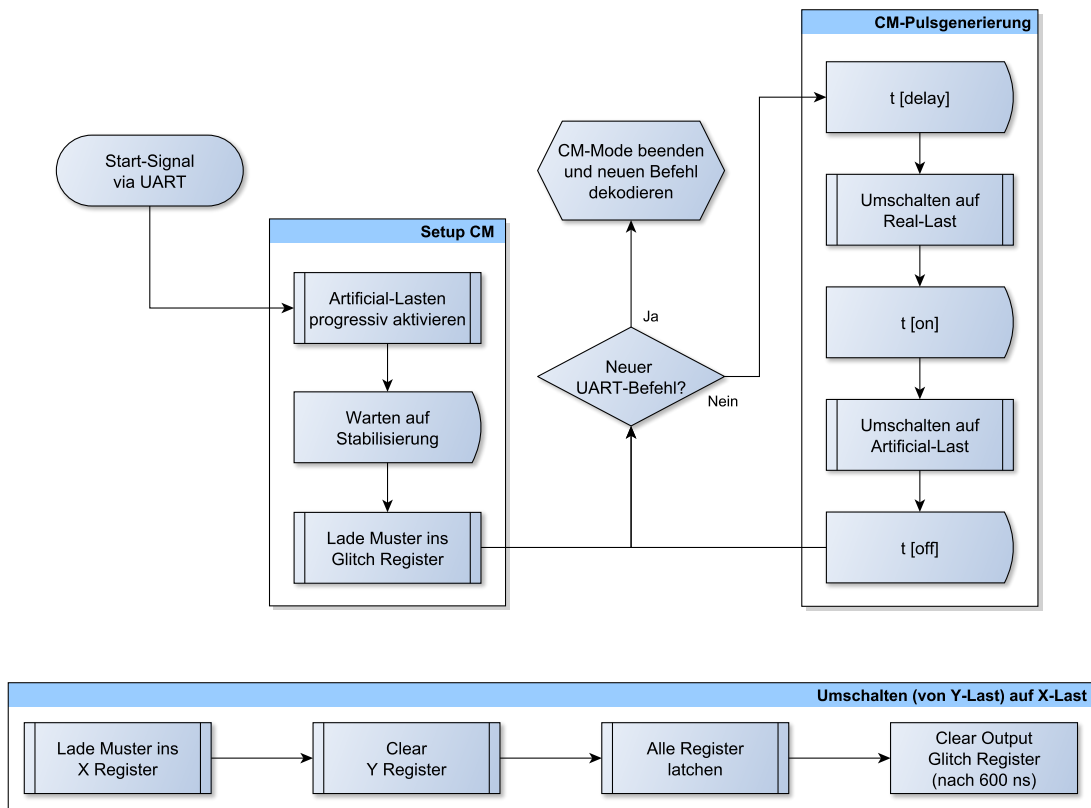 Start-Signal
via UART
Setup CM
Artificial-Lasten
progressiv aktivieren
Warten auf
Stabilisierung
Lade Muster ins
Glitch Register
CM-Mode beenden
und neuen Befehl
dekodieren
Ja
Neuer
UART-Befehl?
Nein
CM-Pulsgenerierung
t [delay]
Umschalten auf
Real-Last
t [on]
Umschalten auf
Artificial-Last
t [off]
Umschalten (von Y-Last) auf X-Last
Lade Muster ins
X Register
Clear
Y Register
Alle Register
latchen
Clear Output
Glitch Register
(nach 600 ns)